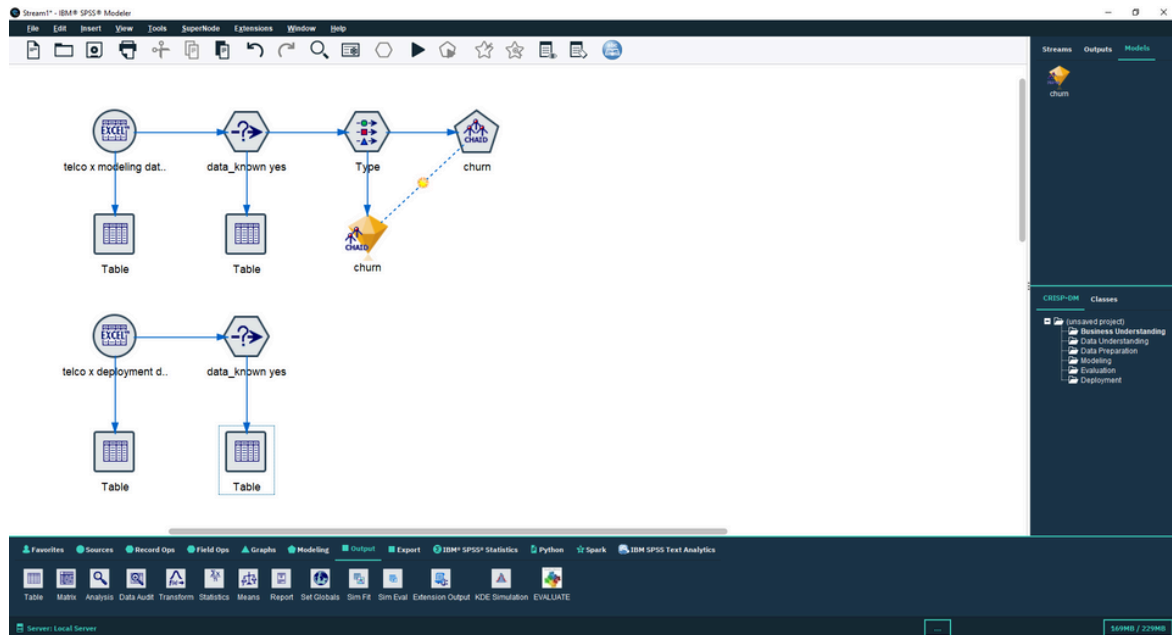 Stream1* - IBM® SPSS® Modeler
File Edit Insert View Tools SuperNode Extensions Window Help
Streams Outputs Models
churn
EXCEL™
CHAID
telco x modeling dat.. data_known yes Type churn
CHAID
Table Table churn
EXCEL™
telco x deployment d.. data_known yes
Table Table
CRISP-DM Classes
(unsaved project)
Business Understanding
Data Understanding
Data Preparation
Modeling
Evaluation
Deployment
Favorites Sources Record Ops Field Ops Graphs Modeling Output Export IBM® SPSS® Statistics Python Spark IBM SPSS Text Analytics
Table Matrix Analysis Data Audit Transform Statistics Means Report Set Globals Sim Fit Sim Eval Extension Output KDE Simulation EVALUATE
Server: Local Server ... 569MB / 229MB